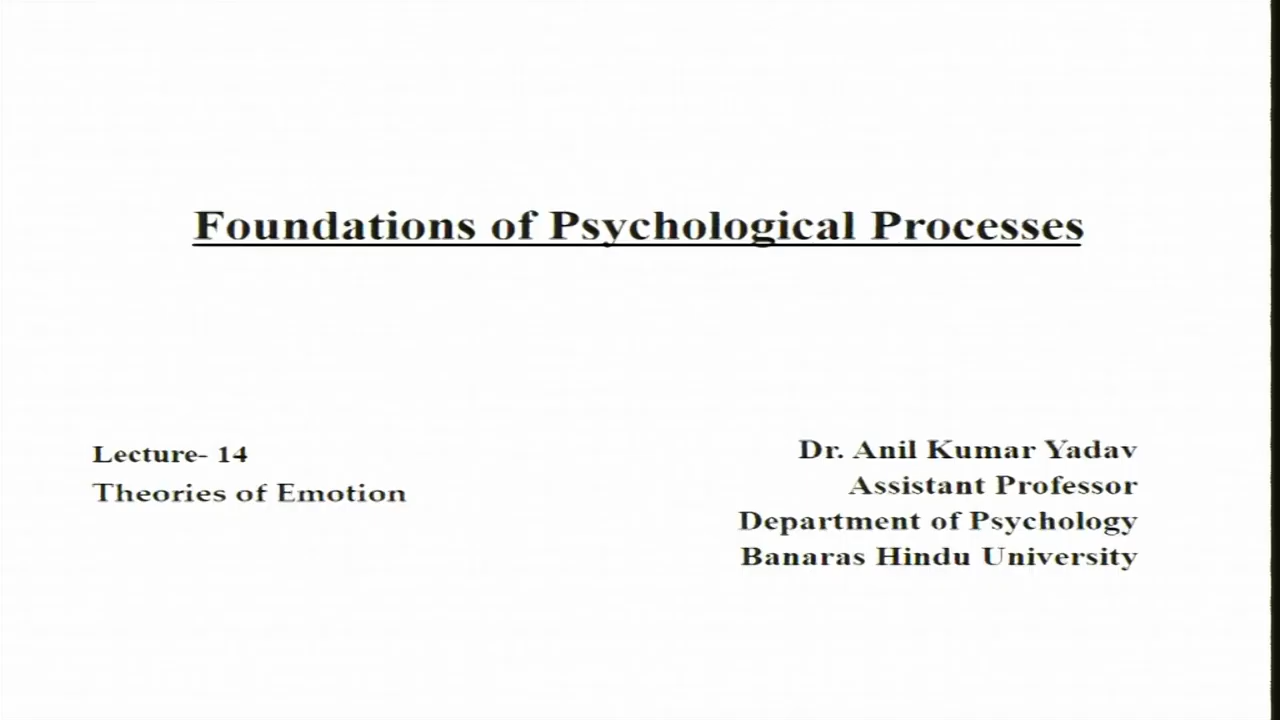 Foundations of Psychological Processes
Lecture- 14
Theories of Emotion
Dr. Anil Kumar Yadav
Assistant Professor
Department of Psychology
Banaras Hindu University